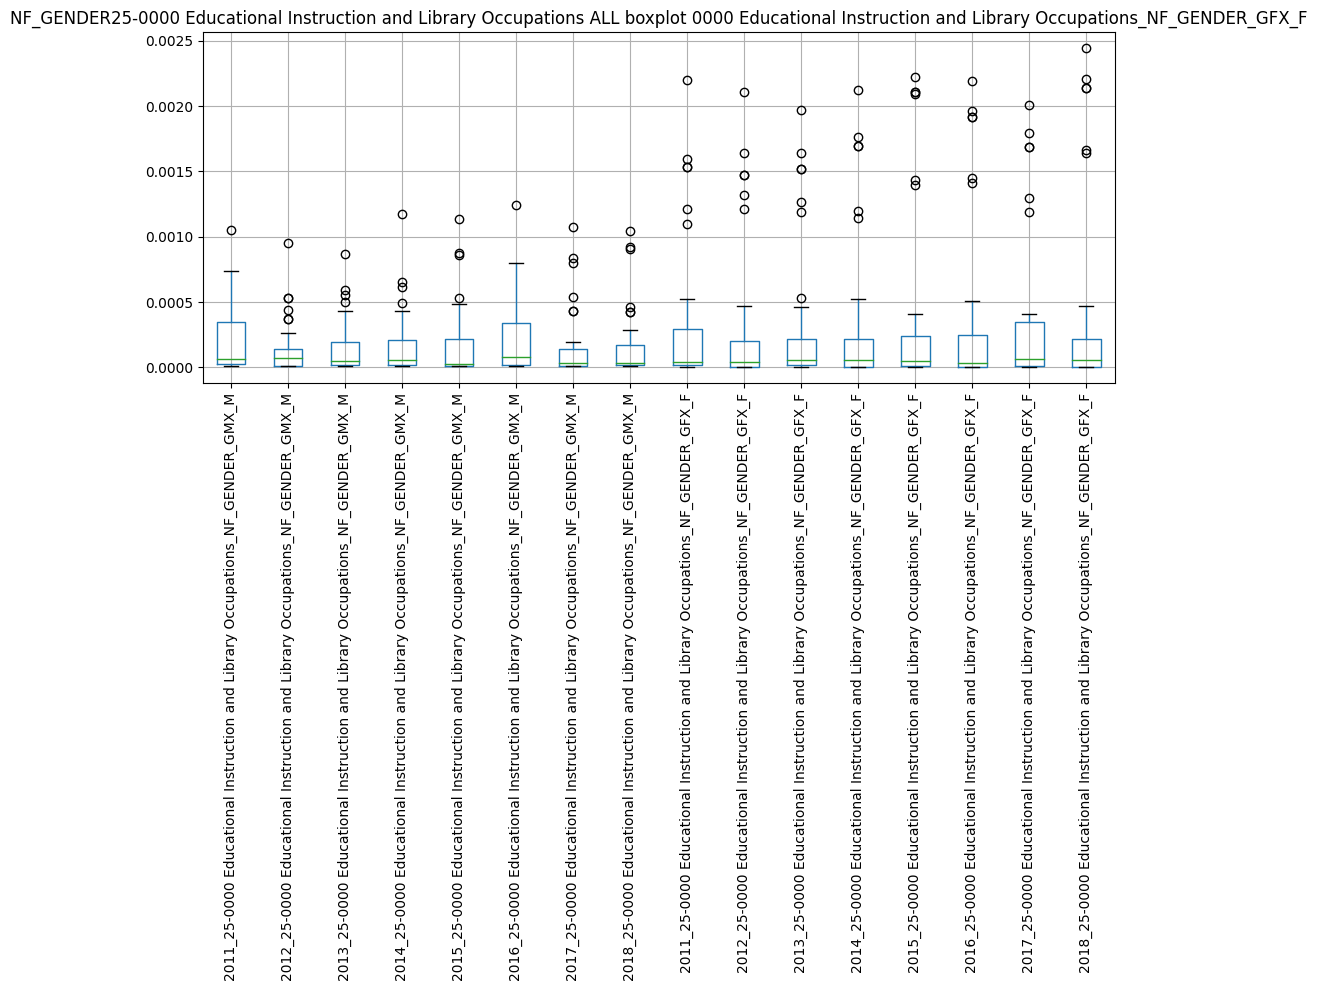 NF_GENDER25-0000 Educational Instruction and Library Occupations ALL boxplot 0000 Educational Instruction and Library Occupations_NF_GENDER_GFX_F
0.0025
0.0020
0.0015
0.0010
0.0005
0.0000
2011_25-0000 Educational Instruction and Library Occupations_NF_GENDER_GMX_M
2012_25-0000 Educational Instruction and Library Occupations_NF_GENDER_GMX_M
2013_25-0000 Educational Instruction and Library Occupations_NF_GENDER_GMX_M
2014_25-0000 Educational Instruction and Library Occupations_NF_GENDER_GMX_M
2015_25-0000 Educational Instruction and Library Occupations_NF_GENDER_GMX_M
2016_25-0000 Educational Instruction and Library Occupations_NF_GENDER_GMX_M
2017_25-0000 Educational Instruction and Library Occupations_NF_GENDER_GMX_M
2018_25-0000 Educational Instruction and Library Occupations_NF_GENDER_GMX_M
2011_25-0000 Educational Instruction and Library Occupations_NF_GENDER_GFX_F
2012_25-0000 Educational Instruction and Library Occupations_NF_GENDER_GFX_F
2013_25-0000 Educational Instruction and Library Occupations_NF_GENDER_GFX_F
2014_25-0000 Educational Instruction and Library Occupations_NF_GENDER_GFX_F
2015_25-0000 Educational Instruction and Library Occupations_NF_GENDER_GFX_F
2016_25-0000 Educational Instruction and Library Occupations_NF_GENDER_GFX_F
2017_25-0000 Educational Instruction and Library Occupations_NF_GENDER_GFX_F
2018_25-0000 Educational Instruction and Library Occupations_NF_GENDER_GFX_F